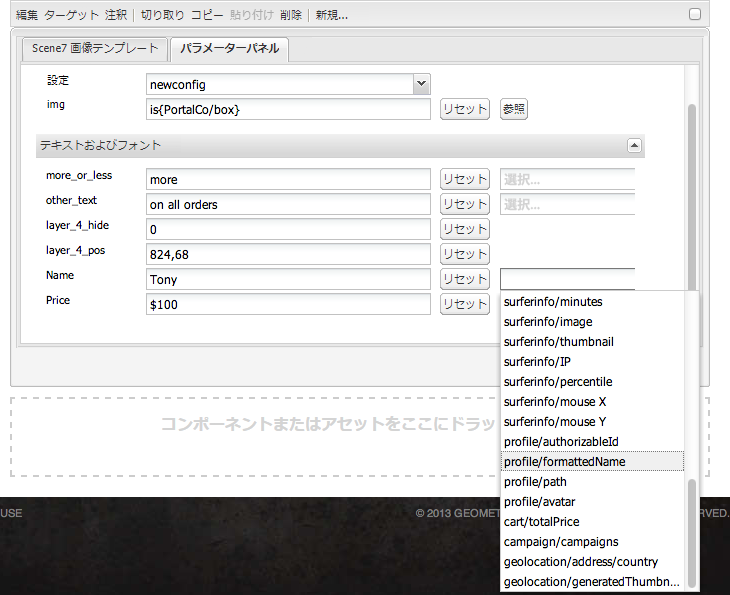 編集 ターゲット 注釈 切り取り コピー 貼り付け 削除 新規...
Scene7 画像テンプレート パラメーターパネル
設定 newconfig
img is{PortalCo/box} リセット 参照
テキストおよびフォント
more_or_less more リセット 選択...
other_text on all orders リセット 選択...
layer_4_hide 0 リセット
layer_4_pos 824,68 リセット
Name Tony リセット
Price $100 リセット
surferinfo/minutes
surferinfo/image
surferinfo/thumbnail
surferinfo/IP
surferinfo/percentile
surferinfo/mouse X
surferinfo/mouse Y
profile/authorizableId
profile/formattedName
profile/path
profile/avatar
cart/totalPrice
campaign/campaigns
geolocation/address/country
geolocation/generatedThumbn...
コンポーネントまたはアセットをここにドラッ
USE © 2013 GEOMET RVED.